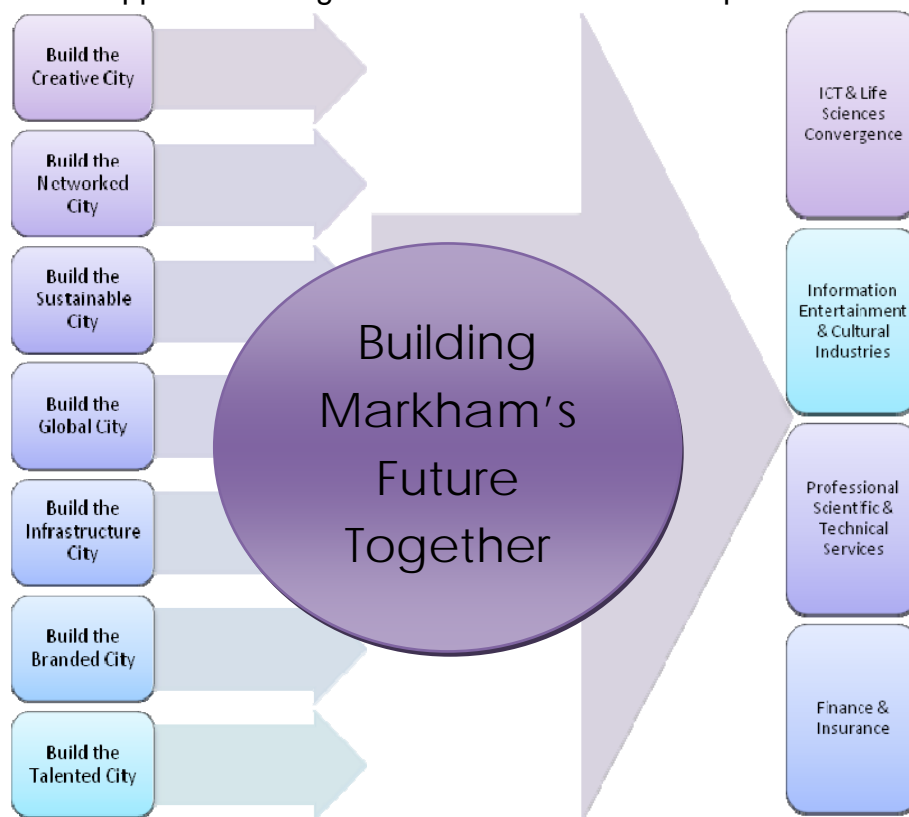 Build the
Creative City
Build the
Networked
City
Build the
Sustainable
City
Build the
Global City
Build the
Infrastructure
City
Build the
Branded City
Build the
Talented City
Building
Markham's
Future
Together
ICT & Life
Sciences
Convergence
Information
Entertainment
& Cultural
Industries
Professional
Scientific &
Technical
Services
Finance &
Insurance